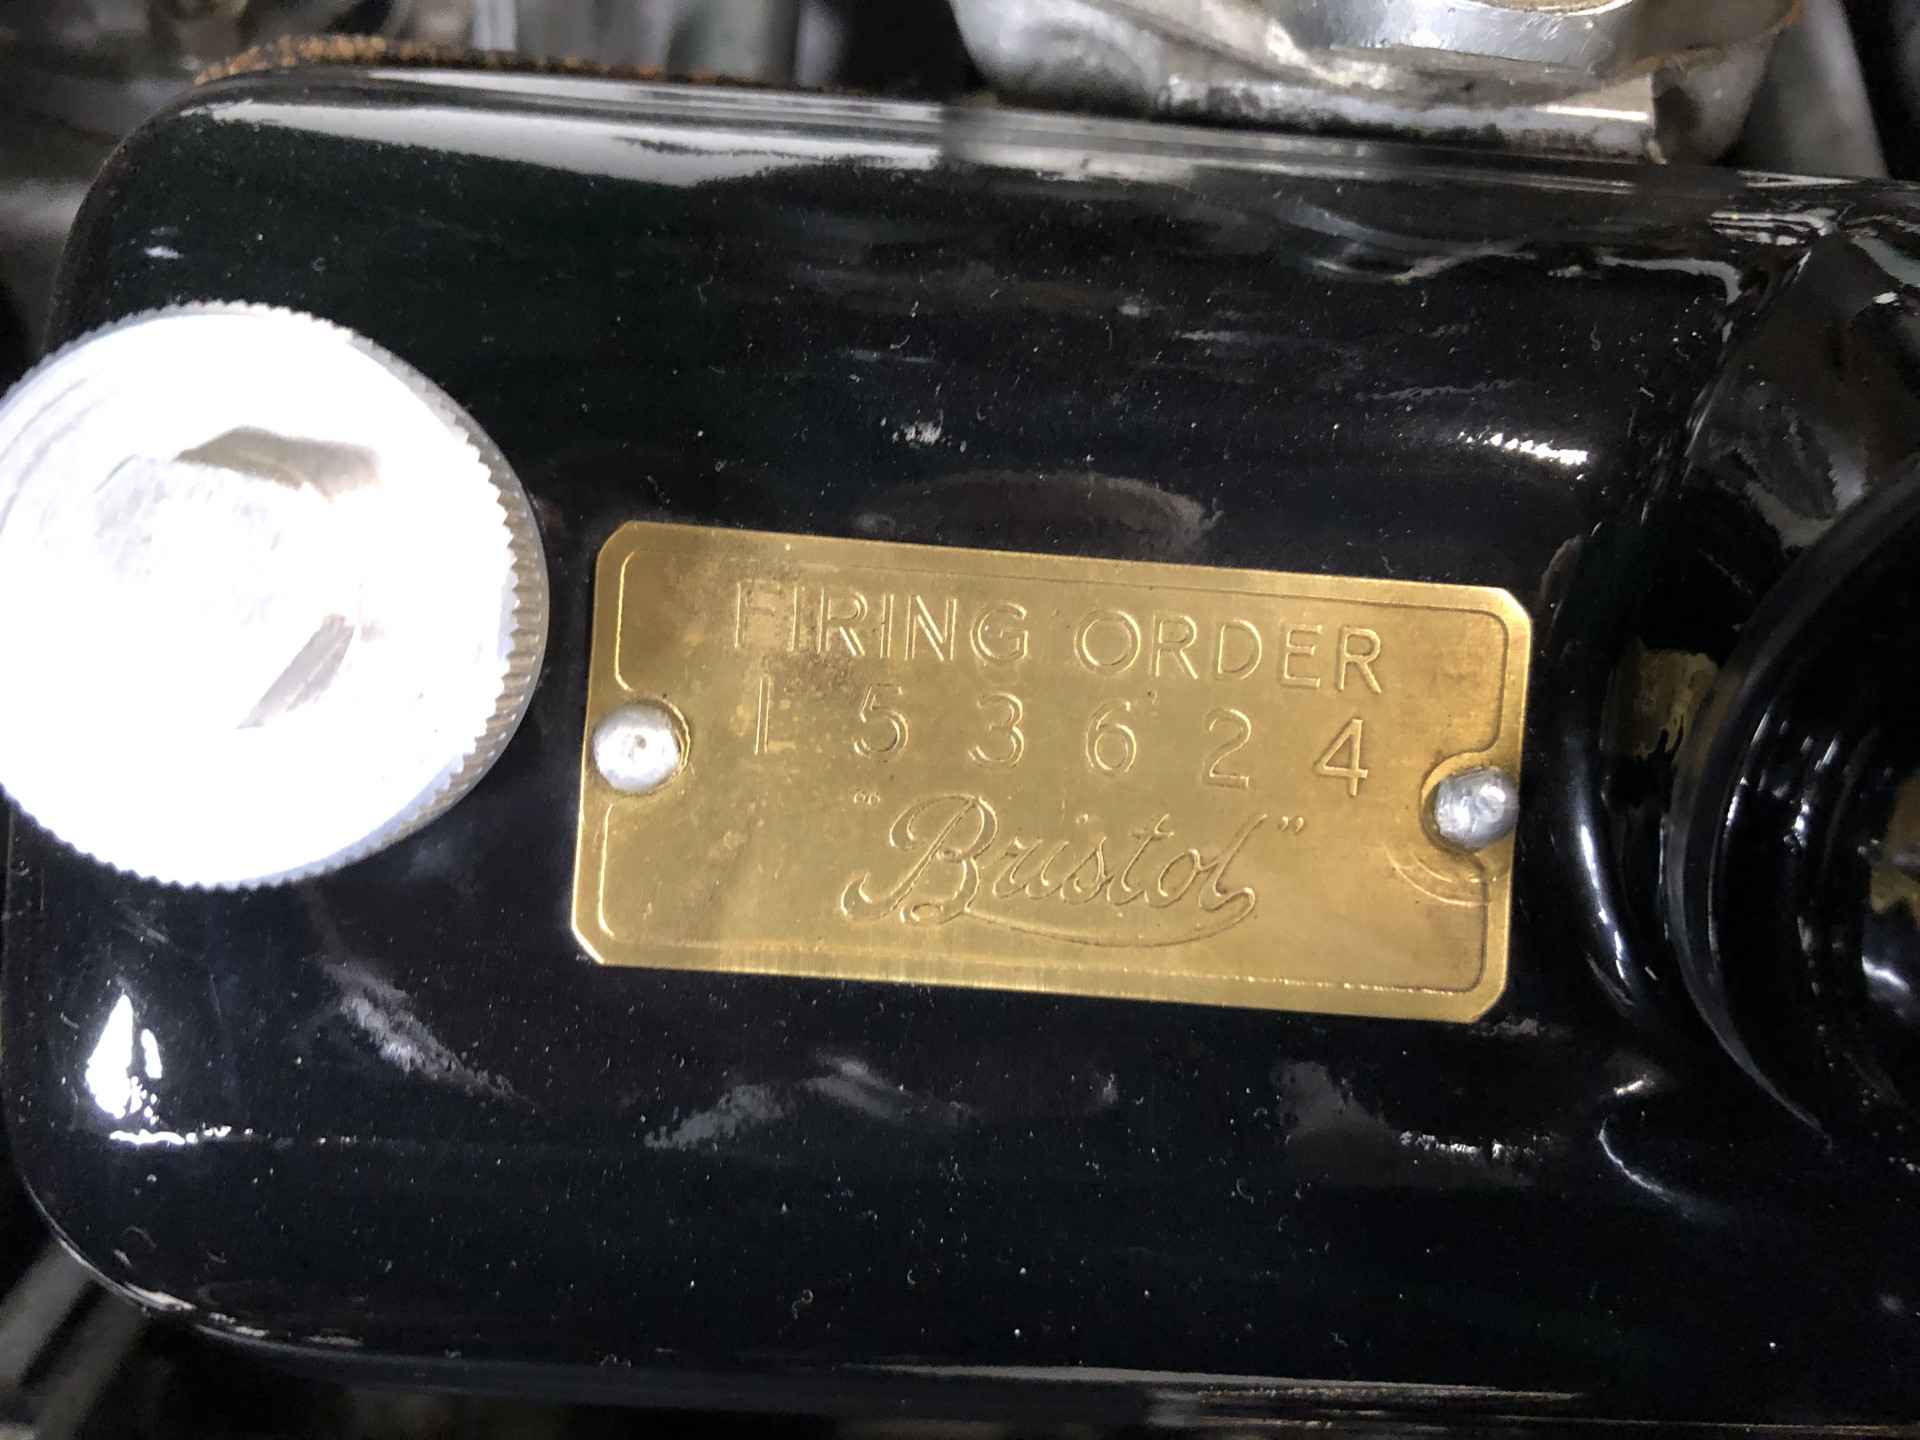 FIRING ORDER
1 5 3 6 2 4
"Bristol"